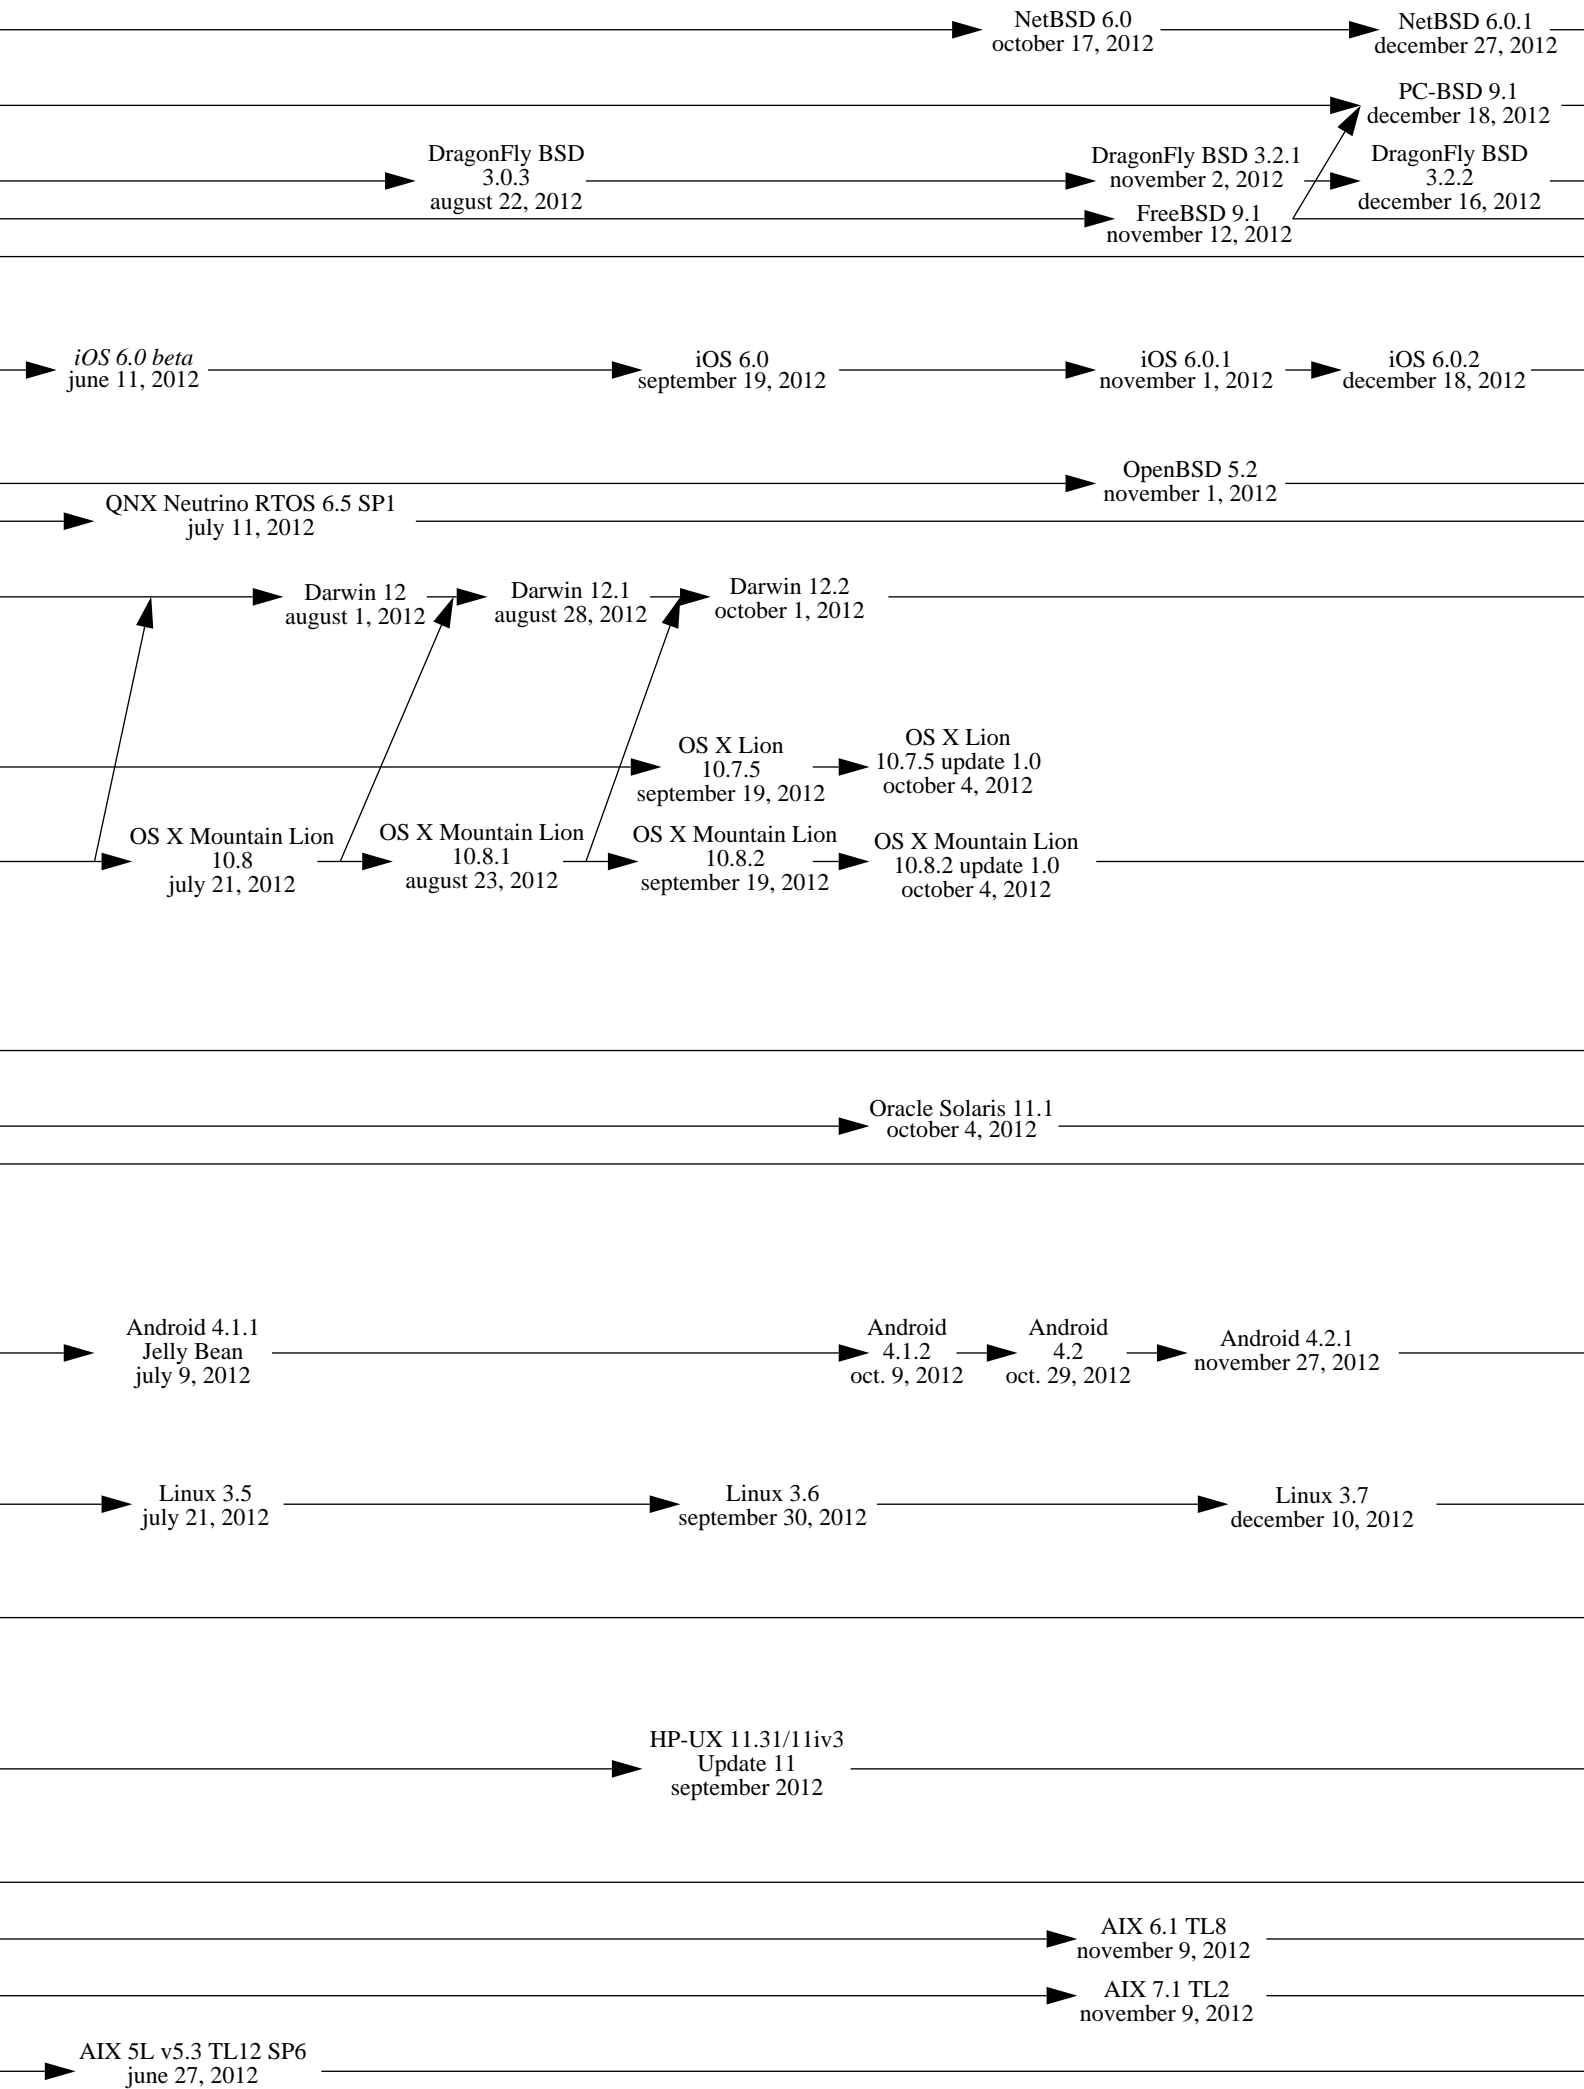 NetBSD 6.0
october 17, 2012
NetBSD 6.0.1
december 27, 2012
PC-BSD 9.1
december 18, 2012
DragonFly BSD
3.0.3
august 22, 2012
DragonFly BSD 3.2.1
november 2, 2012
DragonFly BSD
3.2.2
december 16, 2012
FreeBSD 9.1
november 12, 2012
iOS 6.0 beta
june 11, 2012
iOS 6.0
september 19, 2012
iOS 6.0.1
november 1, 2012
iOS 6.0.2
december 18, 2012
OpenBSD 5.2
november 1, 2012
QNX Neutrino RTOS 6.5 SP1
july 11, 2012
Darwin 12
august 1, 2012
Darwin 12.1
august 28, 2012
Darwin 12.2
october 1, 2012
OS X Lion
10.7.5
september 19, 2012
OS X Lion
10.7.5 update 1.0
october 4, 2012
OS X Mountain Lion
10.8
july 21, 2012
OS X Mountain Lion
10.8.1
august 23, 2012
OS X Mountain Lion
10.8.2
september 19, 2012
OS X Mountain Lion
10.8.2 update 1.0
october 4, 2012
Oracle Solaris 11.1
october 4, 2012
Android 4.1.1
Jelly Bean
july 9, 2012
Android
4.1.2
oct. 9, 2012
Android
4.2
oct. 29, 2012
Android 4.2.1
november 27, 2012
Linux 3.5
july 21, 2012
Linux 3.6
september 30, 2012
Linux 3.7
december 10, 2012
HP-UX 11.31/11iv3
Update 11
september 2012
AIX 6.1 TL8
november 9, 2012
AIX 7.1 TL2
november 9, 2012
AIX 5L v5.3 TL12 SP6
june 27, 2012